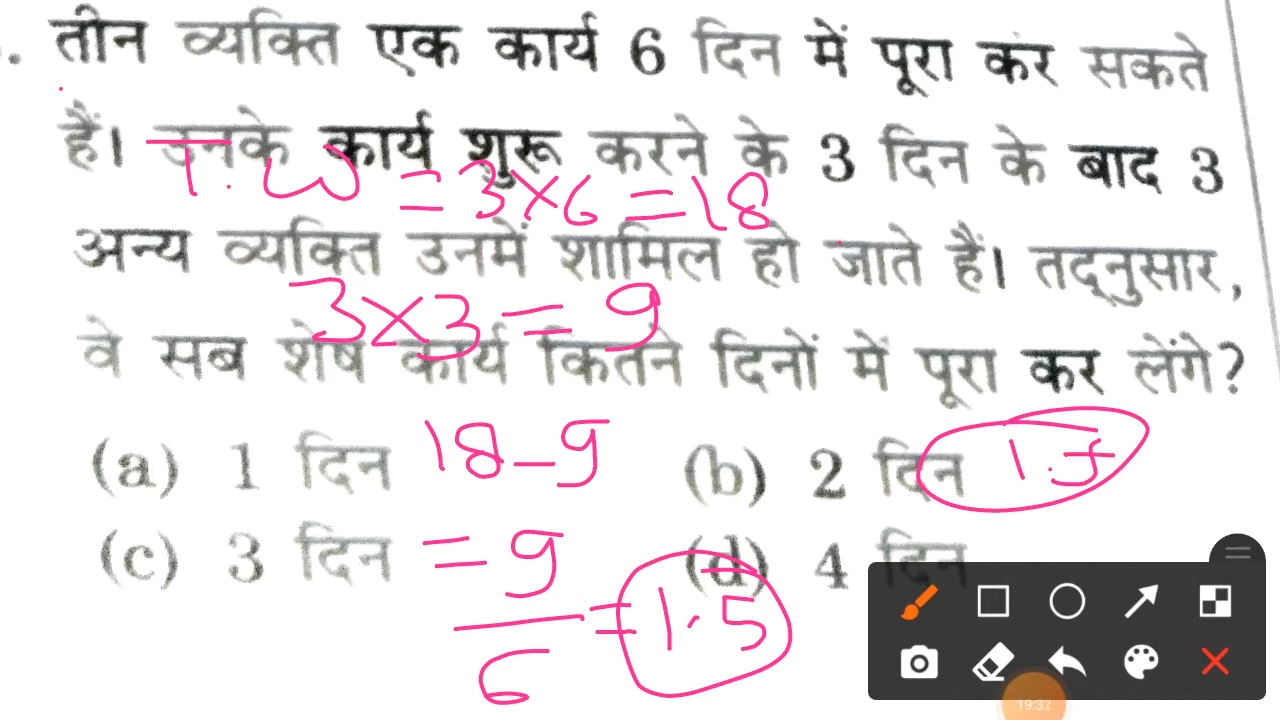 . तीन व्यक्ति एक कार्य 6 दिन में पूरा कर सकते
हैं। उनके कार्य शुरू करने के 3 दिन के बाद 3
T. W = 3×6 = 18
अन्य व्यक्ति उनमें शामिल हो जाते हैं। तद्नुसार,
3×3 = 9
वे सब शेष कार्य कितने दिनों में पूरा कर लेंगे?
(a) 1 दिन 18-9 (b) 2 दिन 1.5
(c) 3 दिन = 9 (d) 4 दिन
6 = 1.5
19:37